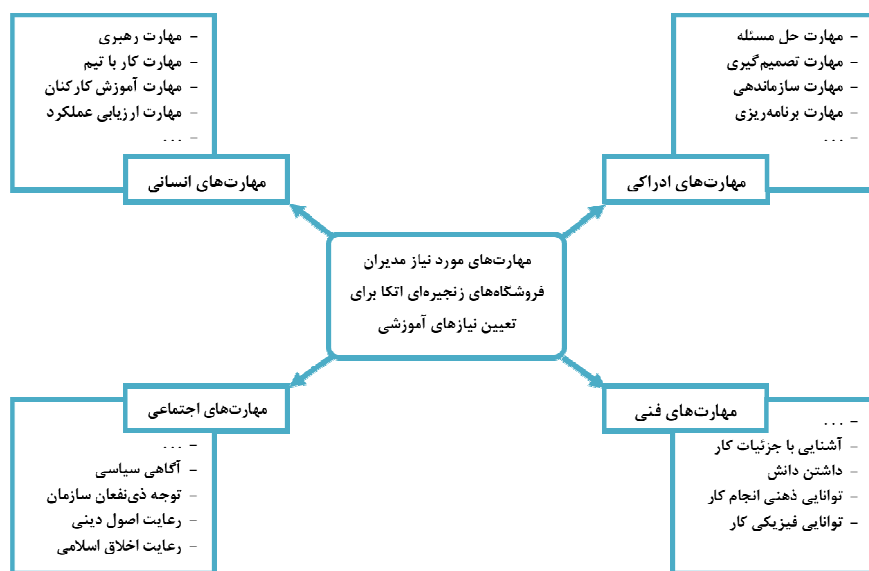 - مهارت حل مسئله
- مهارت تصمیم‌گیری
- مهارت سازماندهی
- مهارت برنامه‌ریزی
- ...
مهارت‌های ادراکی
- مهارت رهبری
- مهارت کار با تیم
- مهارت آموزش کارکنان
- مهارت ارزیابی عملکرد
- ...
مهارت‌های انسانی
مهارت‌های مورد نیاز مدیران
فروشگاه‌های زنجیره‌ای اتکا برای
تعیین نیازهای آموزشی
مهارت‌های فنی
- ...
- آشنایی با جزئیات کار
- داشتن دانش
- توانایی ذهنی انجام کار
- توانایی فیزیکی کار
مهارت‌های اجتماعی
- ...
- آگاهی سیاسی
- توجه ذی‌نفعان سازمان
- رعایت اصول دینی
- رعایت اخلاق اسلامی